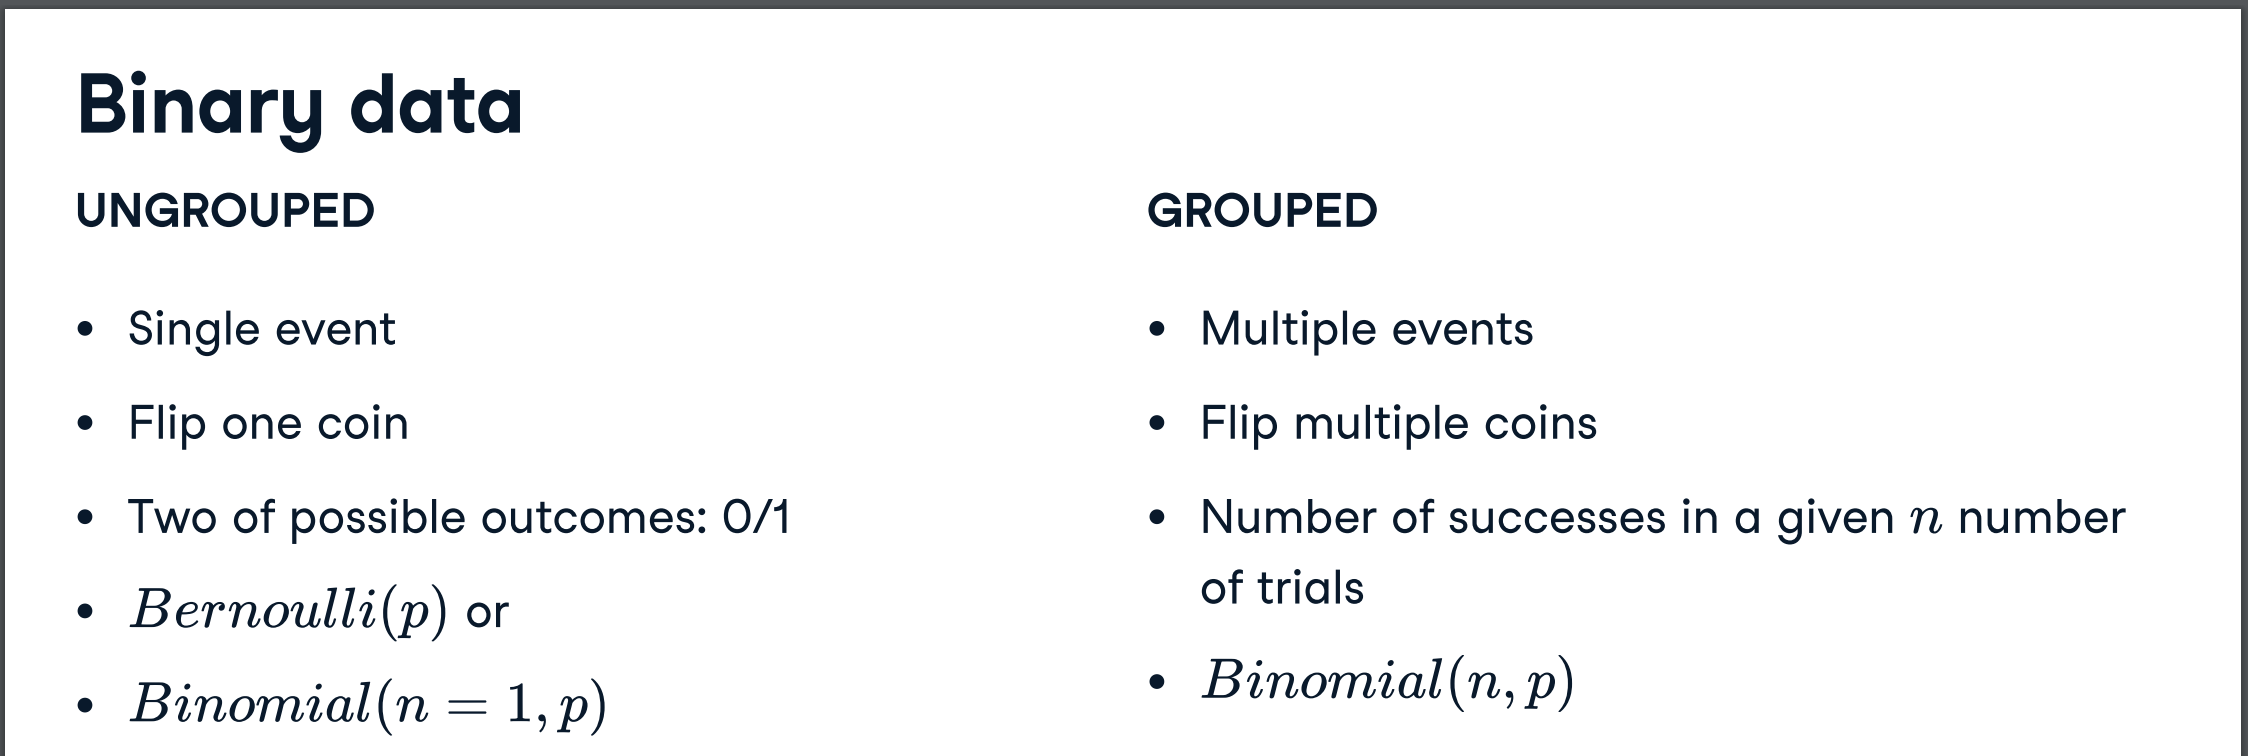 Binary data
UNGROUPED
• Single event
• Flip one coin
• Two of possible outcomes: 0/1
• Bernoulli(p) or
• Binomial(n = 1, p)
GROUPED
• Multiple events
• Flip multiple coins
• Number of successes in a given n number
of trials
• Binomial(n, p)